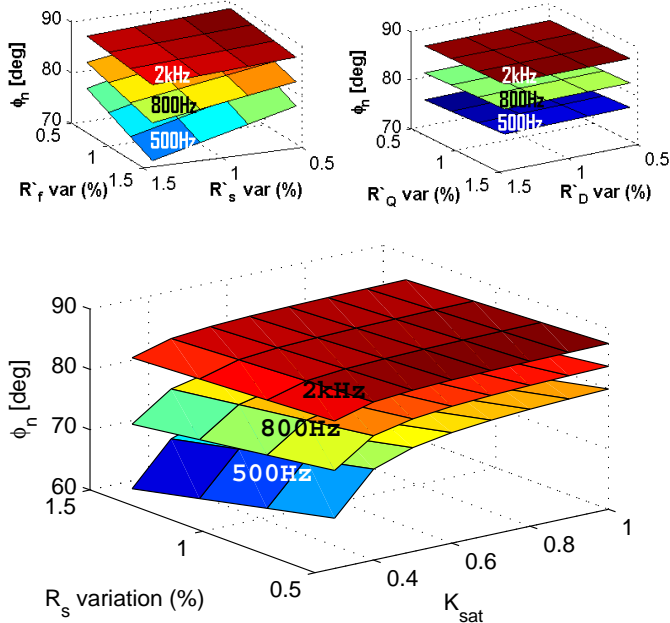 90
80
70
ϕn [deg]
0.5
1
1.5
R`f var (%)
1.5
1
0.5
R`s var (%)
2kHz
800Hz
500Hz
90
80
70
ϕn [deg]
0.5
1
1.5
R`Q var (%)
1.5
1
0.5
R`D var (%)
2kHz
800Hz
500Hz
90
80
70
60
ϕn [deg]
1.5
1
0.5
Rs variation (%)
0.4
0.6
0.8
1
Ksat
2kHz
800Hz
500Hz